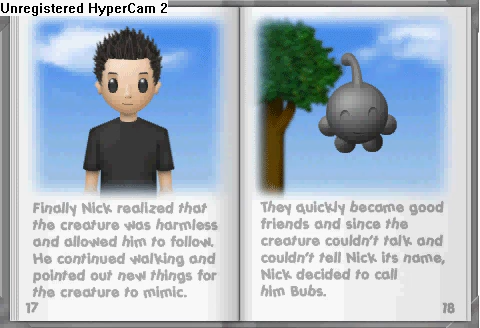 Unregistered HyperCam 2
Finally Nick realized that
the creature was harmless
and allowed him to follow.
He continued walking and
pointed out new things for
the creature to mimic.
17
They quickly became good
friends and since the
creature couldn't talk and
couldn't tell Nick its name,
Nick decided to call
him Bubs.
18